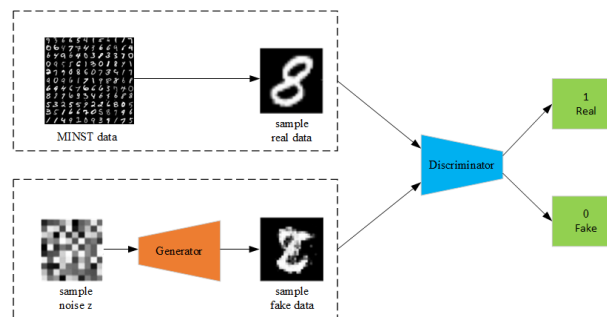 MINST data
sample
real data
Discriminator
1
Real
0
Fake
sample
noise z
Generator
sample
fake data